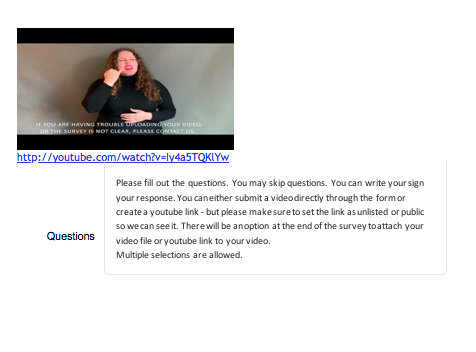 IF YOU ARE HAVING TROUBLE UPLOADING YOUR VIDEO,
OR THE SURVEY IS NOT CLEAR, PLEASE CONTACT US.
http://youtube.com/watch?v=ly4a5TQKlYw
Please fill out the questions. You may skip questions. You can write your sign
your response. You can either submit a video directly through the form or
create a youtube link - but please make sure to set the link as unlisted or public
so we can see it. There will be an option at the end of the survey to attach your
Questions
video file or youtube link to your video.
Multiple selections are allowed.